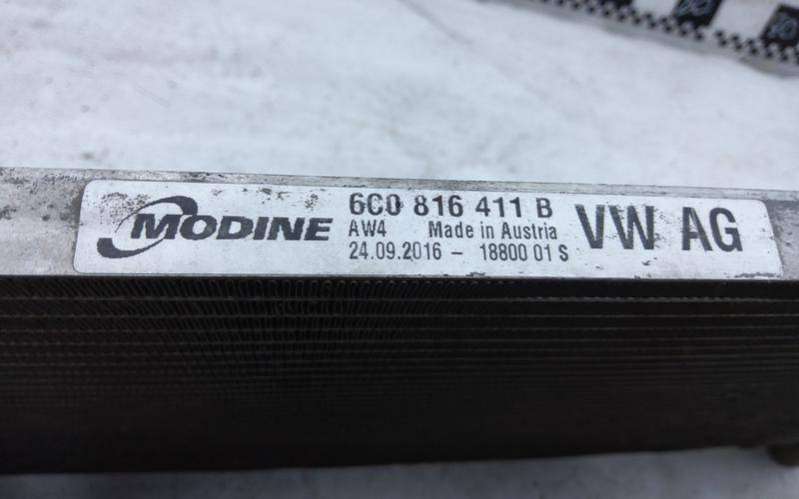 MODINE
6C0 816 411 B
AW4 Made in Austria
24.09.2016 – 18800 01 S
VW AG